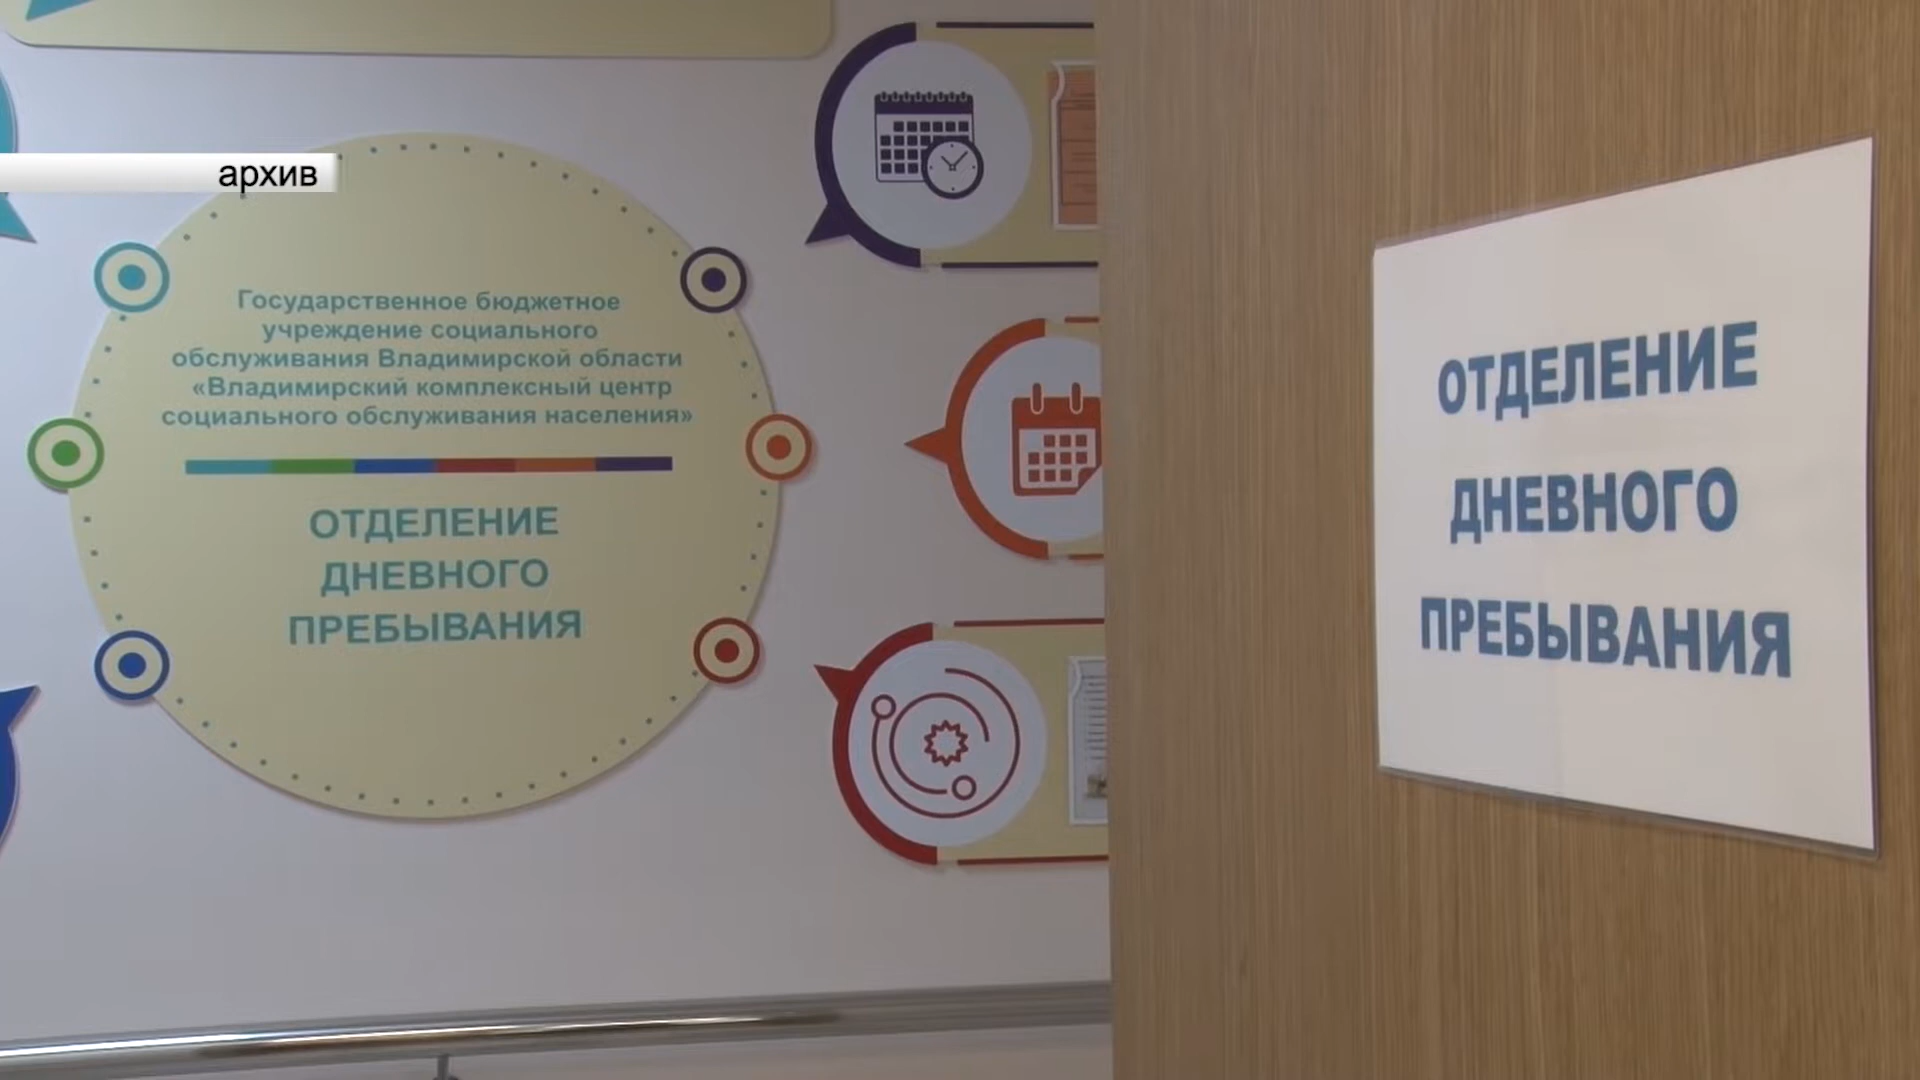 архив
Государственное бюджетное
учреждение социального
обслуживания Владимирской области
«Владимирский комплексный центр
социального обслуживания населения»
ОТДЕЛЕНИЕ
ДНЕВНОГО
ПРЕБЫВАНИЯ
ОТДЕЛЕНИЕ
ДНЕВНОГО
ПРЕБЫВАНИЯ